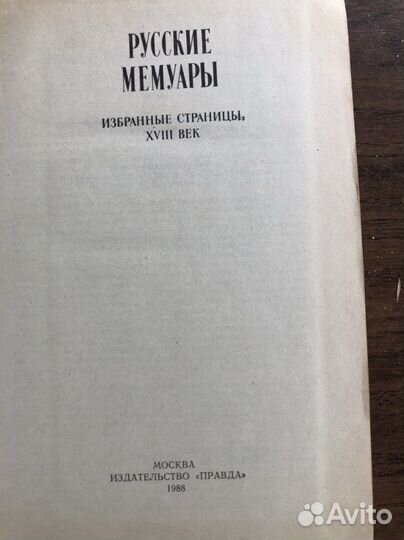 РУССКИЕ
МЕМУАРЫ
ИЗБРАННЫЕ СТРАНИЦЫ,
XVIII ВЕК
МОСКВА
ИЗДАТЕЛЬСТВО «ПРАВДА»
1988
Avito